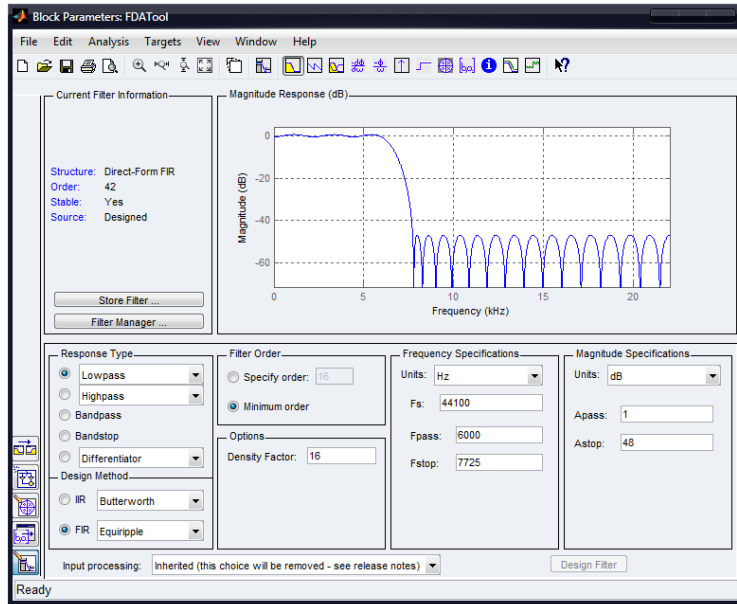 Block Parameters: FDATool
File Edit Analysis Targets View Window Help
Current Filter Information
Structure: Direct-Form FIR
Order: 42
Stable: Yes
Source: Designed
Store Filter ...
Filter Manager ...
Magnitude Response (dB)
Magnitude (dB)
0
-20
-40
-60
0 5 10 15 20
Frequency (kHz)
Response Type
Lowpass
Highpass
Bandpass
Bandstop
Differentiator
Design Method
IIR Butterworth
FIR Equiripple
Filter Order
Specify order: 16
Minimum order
Options
Density Factor: 16
Frequency Specifications
Units: Hz
Fs: 44100
Fpass: 6000
Fstop: 7725
Magnitude Specifications
Units: dB
Apass: 1
Astop: 48
Input processing: Inherited (this choice will be removed - see release notes)
Design Filter
Ready